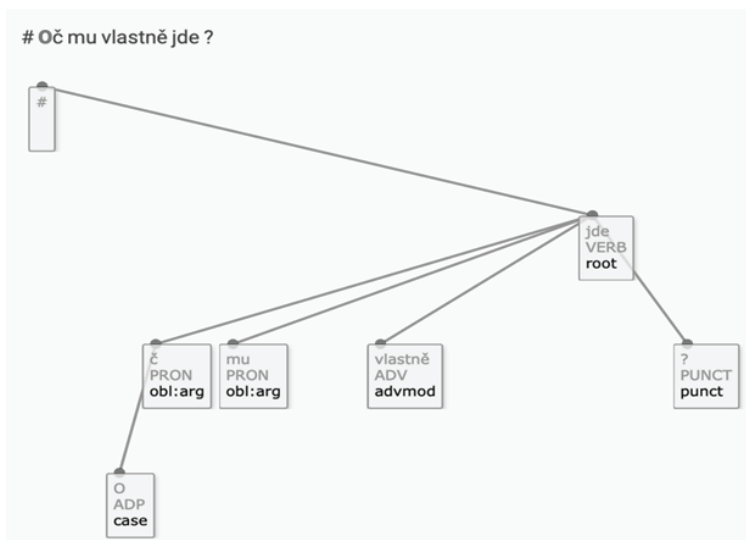 # Oč mu vlastně jde ?
#
jde
VERB
root
č
PRON
obl:arg
mu
PRON
obl:arg
vlastně
ADV
advmod
?
PUNCT
punct
O
ADP
case